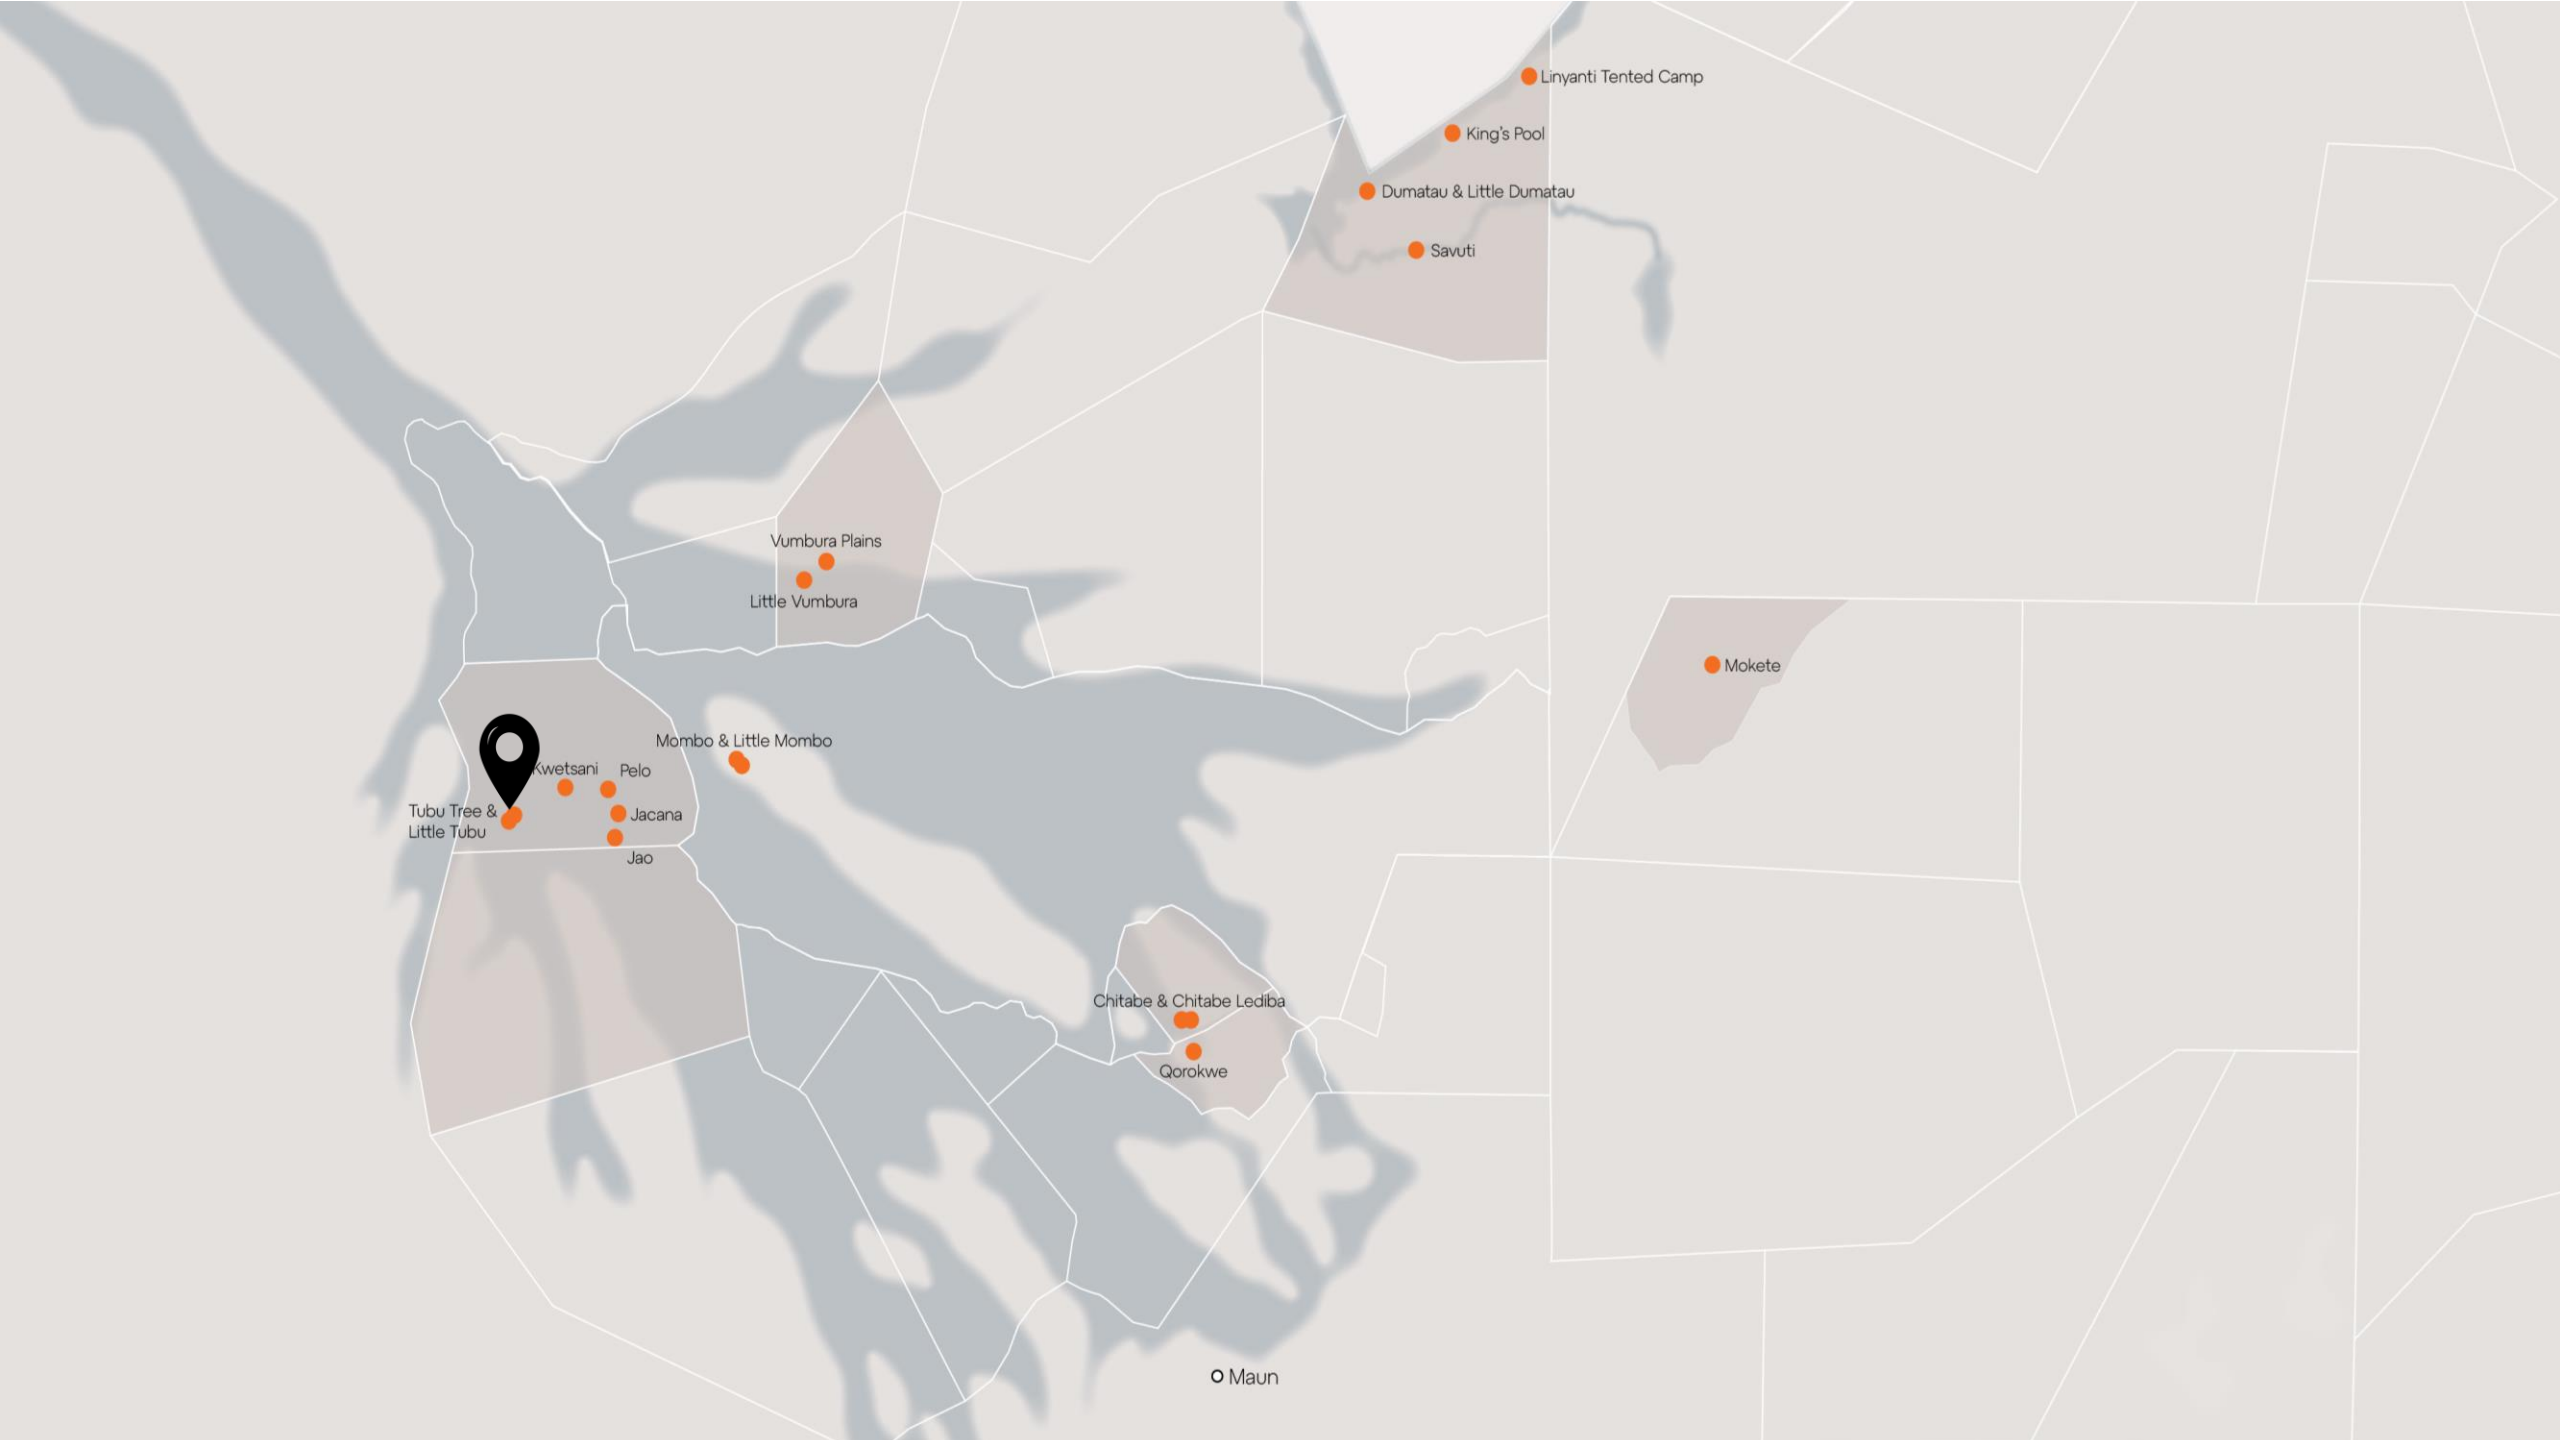 Linyanti Tented Camp
King's Pool
Dumatau & Little Dumatau
Savuti
Vumbura Plains
Little Vumbura
Mokete
Mombo & Little Mombo
Kwetsani
Pelo
Tubu Tree &
Little Tubu
Jacana
Jao
Chitabe & Chitabe Lediba
Qorokwe
Maun